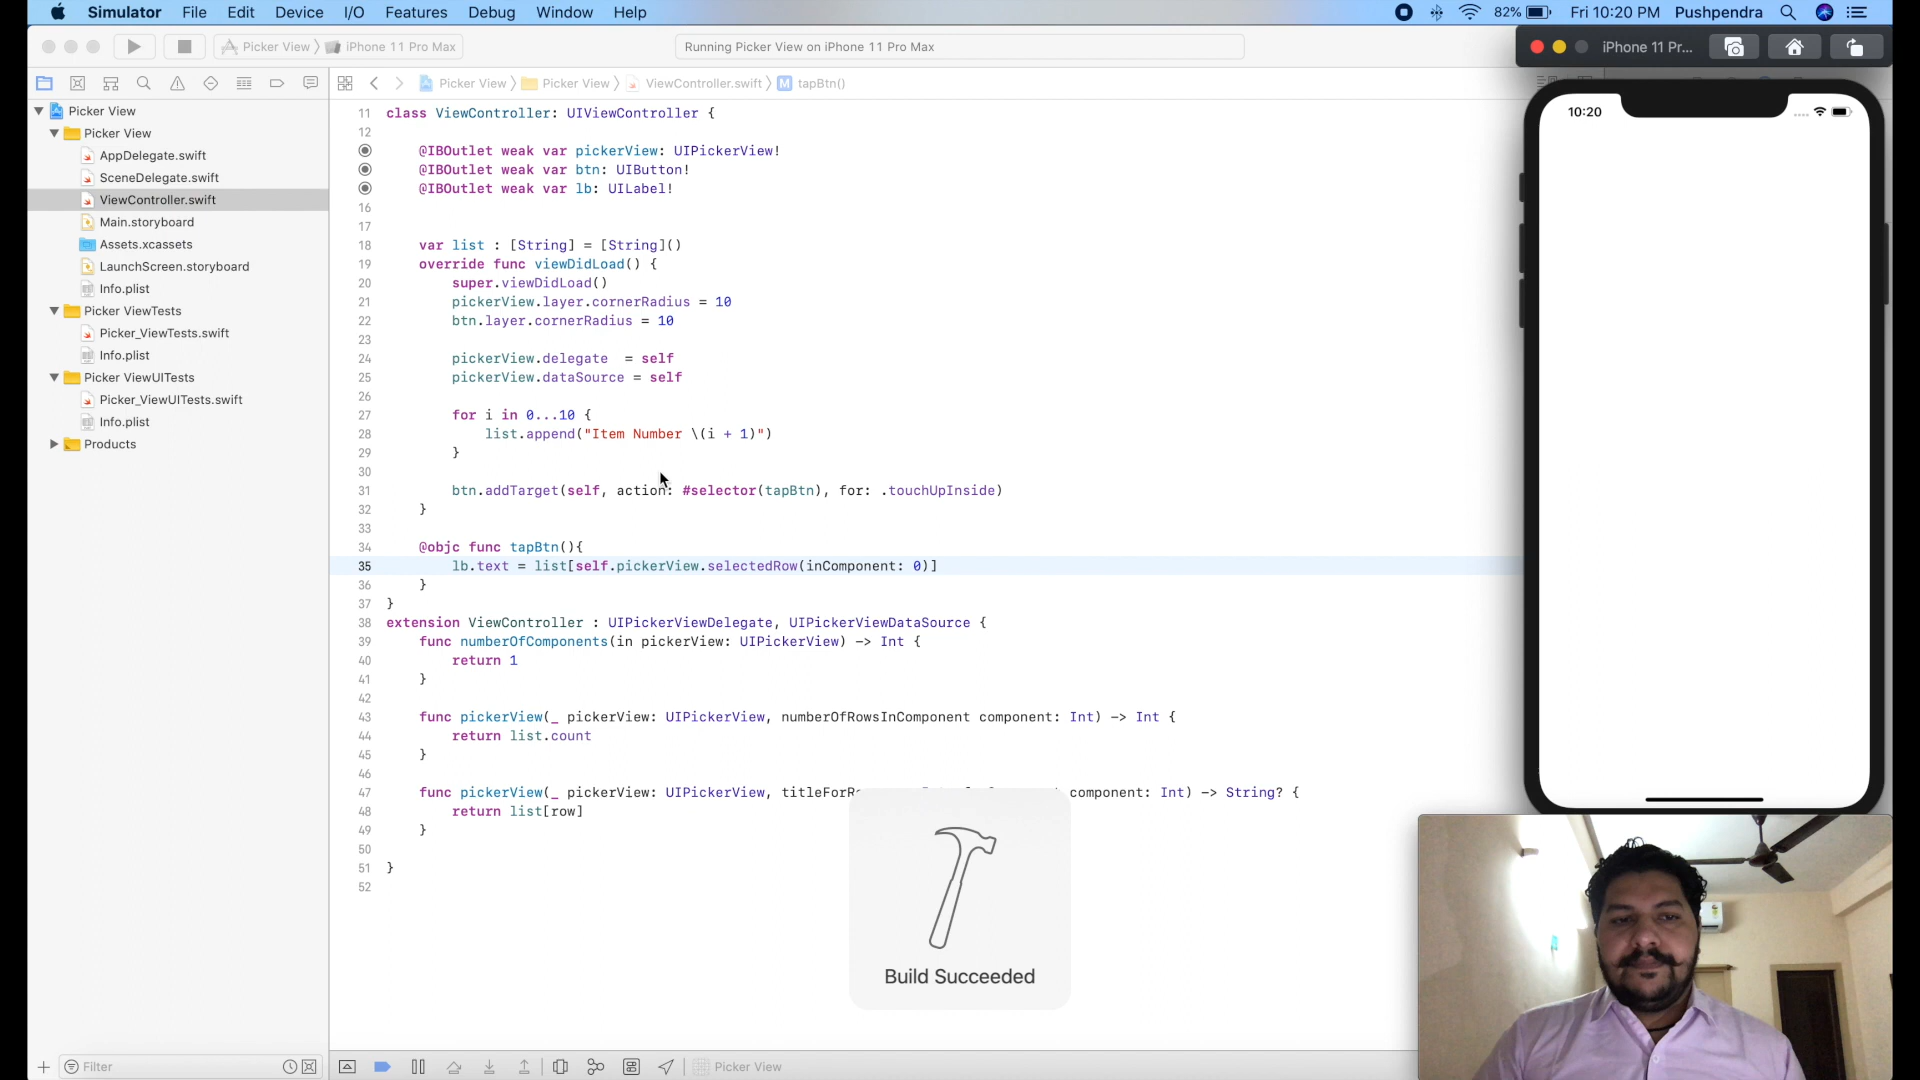 Simulator File Edit Device I/O Features Debug Window Help 82% Fri 10:20 PM Pushpendra
Picker View iPhone 11 Pro Max Running Picker View on iPhone 11 Pro Max iPhone 11 Pr...
Picker View Picker View ViewController.swift M tapBtn()
10:20
Picker View
Picker View
AppDelegate.swift
SceneDelegate.swift
ViewController.swift
Main.storyboard
Assets.xcassets
LaunchScreen.storyboard
Info.plist
Picker ViewTests
Picker_ViewTests.swift
Info.plist
Picker ViewUITests
Picker_ViewUITests.swift
Info.plist
Products
11 class ViewController: UIViewController {
12
@IBOutlet weak var pickerView: UIPickerView!
@IBOutlet weak var btn: UIButton!
@IBOutlet weak var lb: UILabel!
16
17
18 var list : [String] = [String]()
19 override func viewDidLoad() {
20 super.viewDidLoad()
21 pickerView.layer.cornerRadius = 10
22 btn.layer.cornerRadius = 10
23
24 pickerView.delegate  = self
25 pickerView.dataSource = self
26
27 for i in 0...10 {
28 list.append("Item Number \(i + 1)")
29 }
30
31 btn.addTarget(self, action: #selector(tapBtn), for: .touchUpInside)
32 }
33
34 @objc func tapBtn(){
35 lb.text = list[self.pickerView.selectedRow(inComponent: 0)]
36 }
37 }
38 extension ViewController : UIPickerViewDelegate, UIPickerViewDataSource {
39 func numberOfComponents(in pickerView: UIPickerView) -> Int {
40 return 1
41 }
42
43 func pickerView(_ pickerView: UIPickerView, numberOfRowsInComponent component: Int) -> Int {
44 return list.count
45 }
46
47 func pickerView(_ pickerView: UIPickerView, component: Int) -> String? {
48 return list[row]
49 }
50
51 }
52
Build Succeeded
Filter Picker View